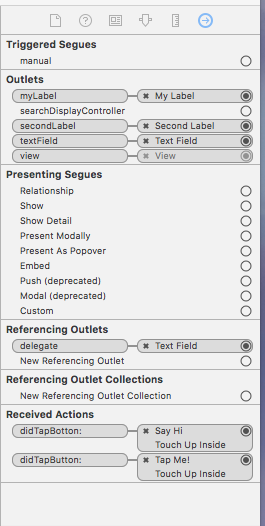 Triggered Segues
manual
Outlets
myLabel × My Label
searchDisplayController
secondLabel × Second Label
textField × Text Field
view × View
Presenting Segues
Relationship
Show
Show Detail
Present Modally
Present As Popover
Embed
Push (deprecated)
Modal (deprecated)
Custom
Referencing Outlets
delegate × Text Field
New Referencing Outlet
Referencing Outlet Collections
New Referencing Outlet Collection
Received Actions
didTapBotton: × Say Hi
Touch Up Inside
didTapButton: × Tap Me!
Touch Up Inside